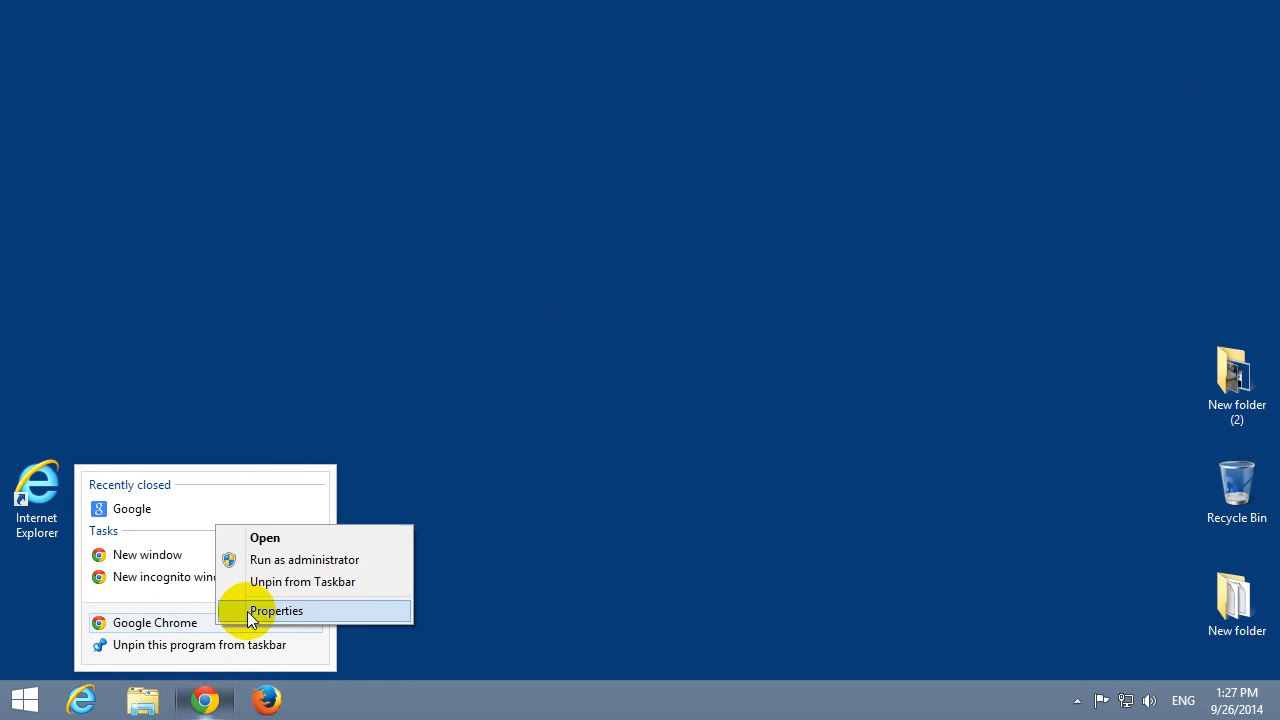 New folder
(2)
Internet
Explorer
Recycle Bin
New folder
Recently closed
Google
Tasks
New window
New incognito win
Google Chrome
Unpin this program from taskbar
Open
Run as administrator
Unpin from Taskbar
Properties
ENG
1:27 PM
9/26/2014